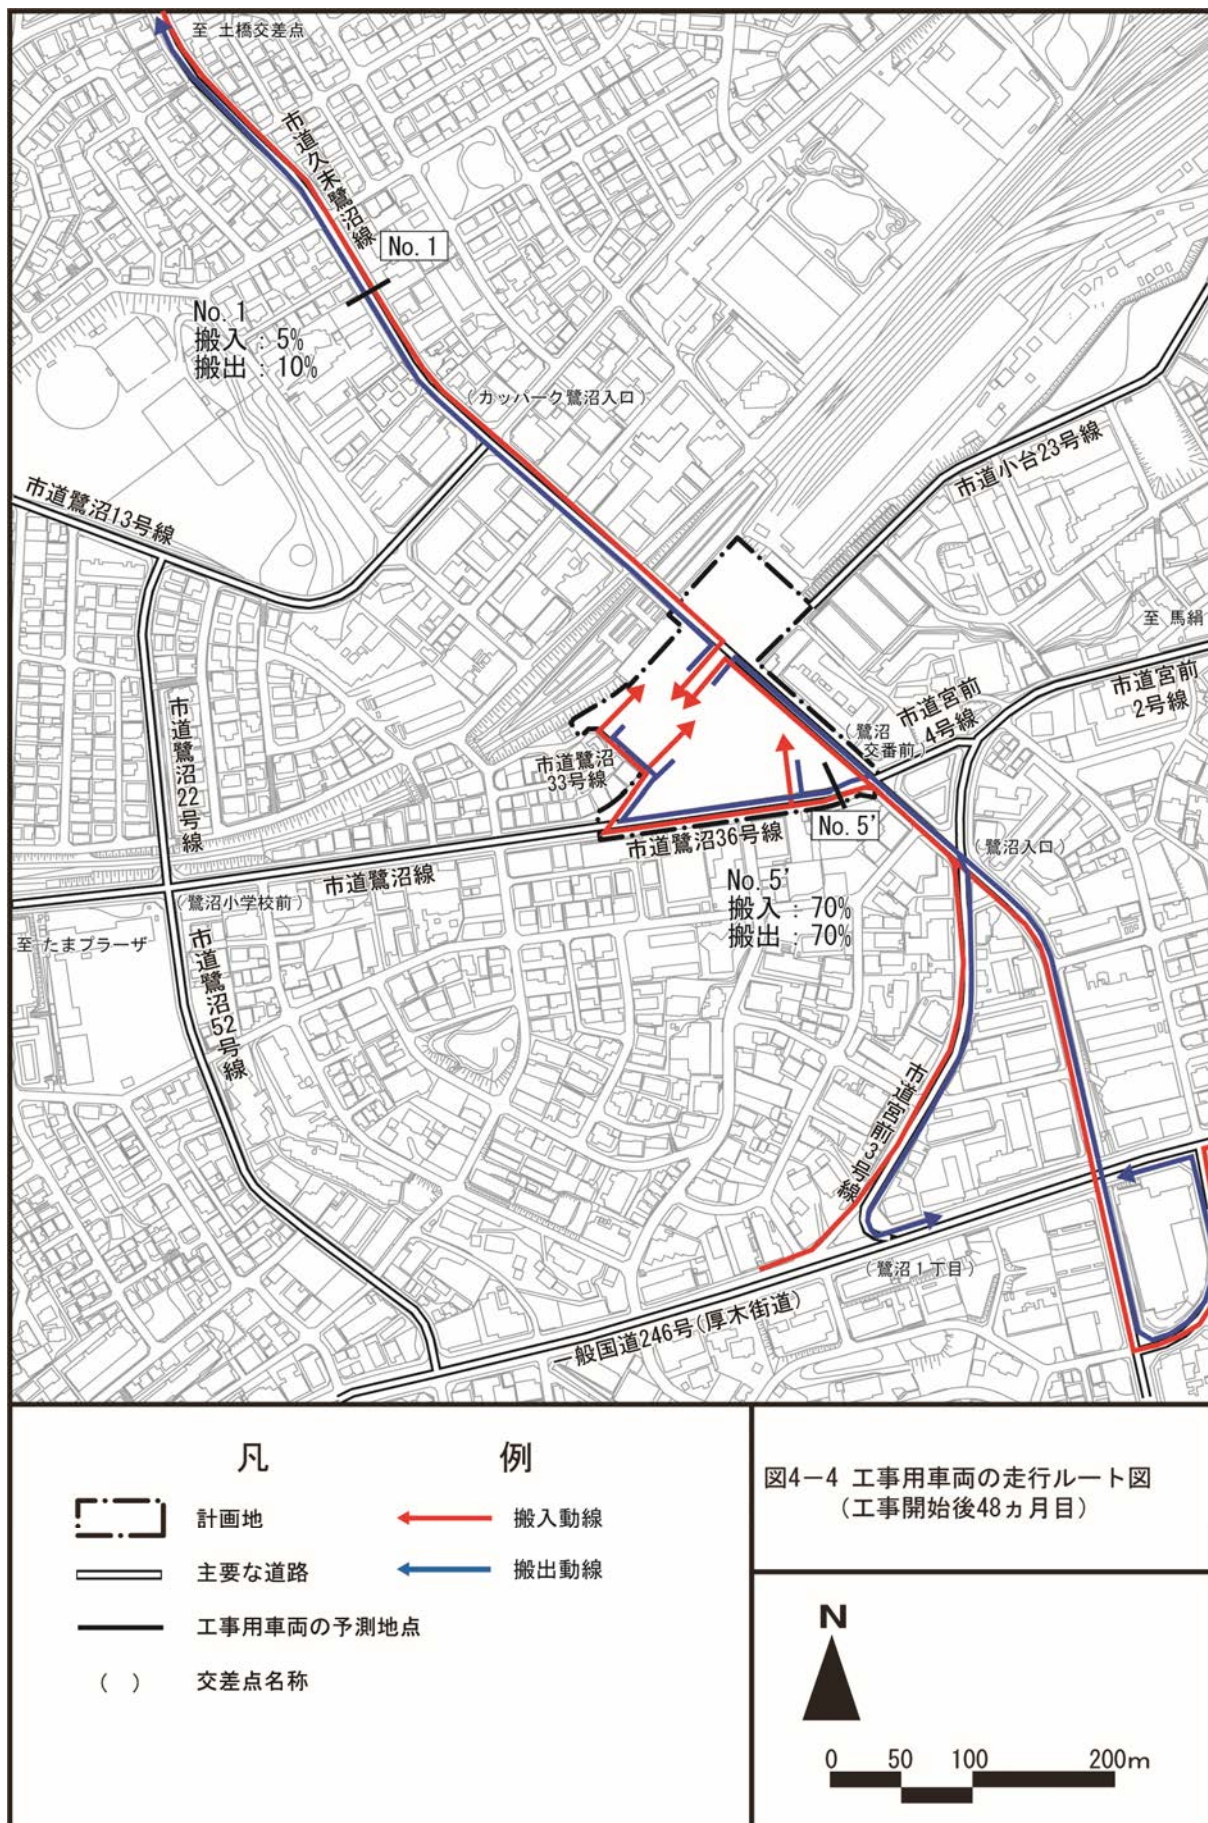 至 土橋交差点
市道久末鷺沼線
No. 1
No. 1
搬入 : 5%
搬出 : 10%
(カッパーク鷺沼入口)
市道小台23号線
市道鷺沼13号線
至 馬絹
市道宮前
2号線
市道宮前
4号線
(鷺沼
交番前)
市道鷺沼
22号線
市道鷺沼
33号線
No. 5'
市道鷺沼36号線
(鷺沼入口)
市道鷺沼線
No. 5'
搬入 : 70%
搬出 : 70%
(鷺沼小学校前)
至 たまプラーザ
市道鷺沼52号線
市道宮前3号線
(鷺沼1丁目)
一般国道246号(厚木街道)
凡 例
計画地
搬入動線
主要な道路
搬出動線
工事用車両の予測地点
( ) 交差点名称
図4-4 工事用車両の走行ルート図
(工事開始後48ヵ月目)
N
0 50 100 200m